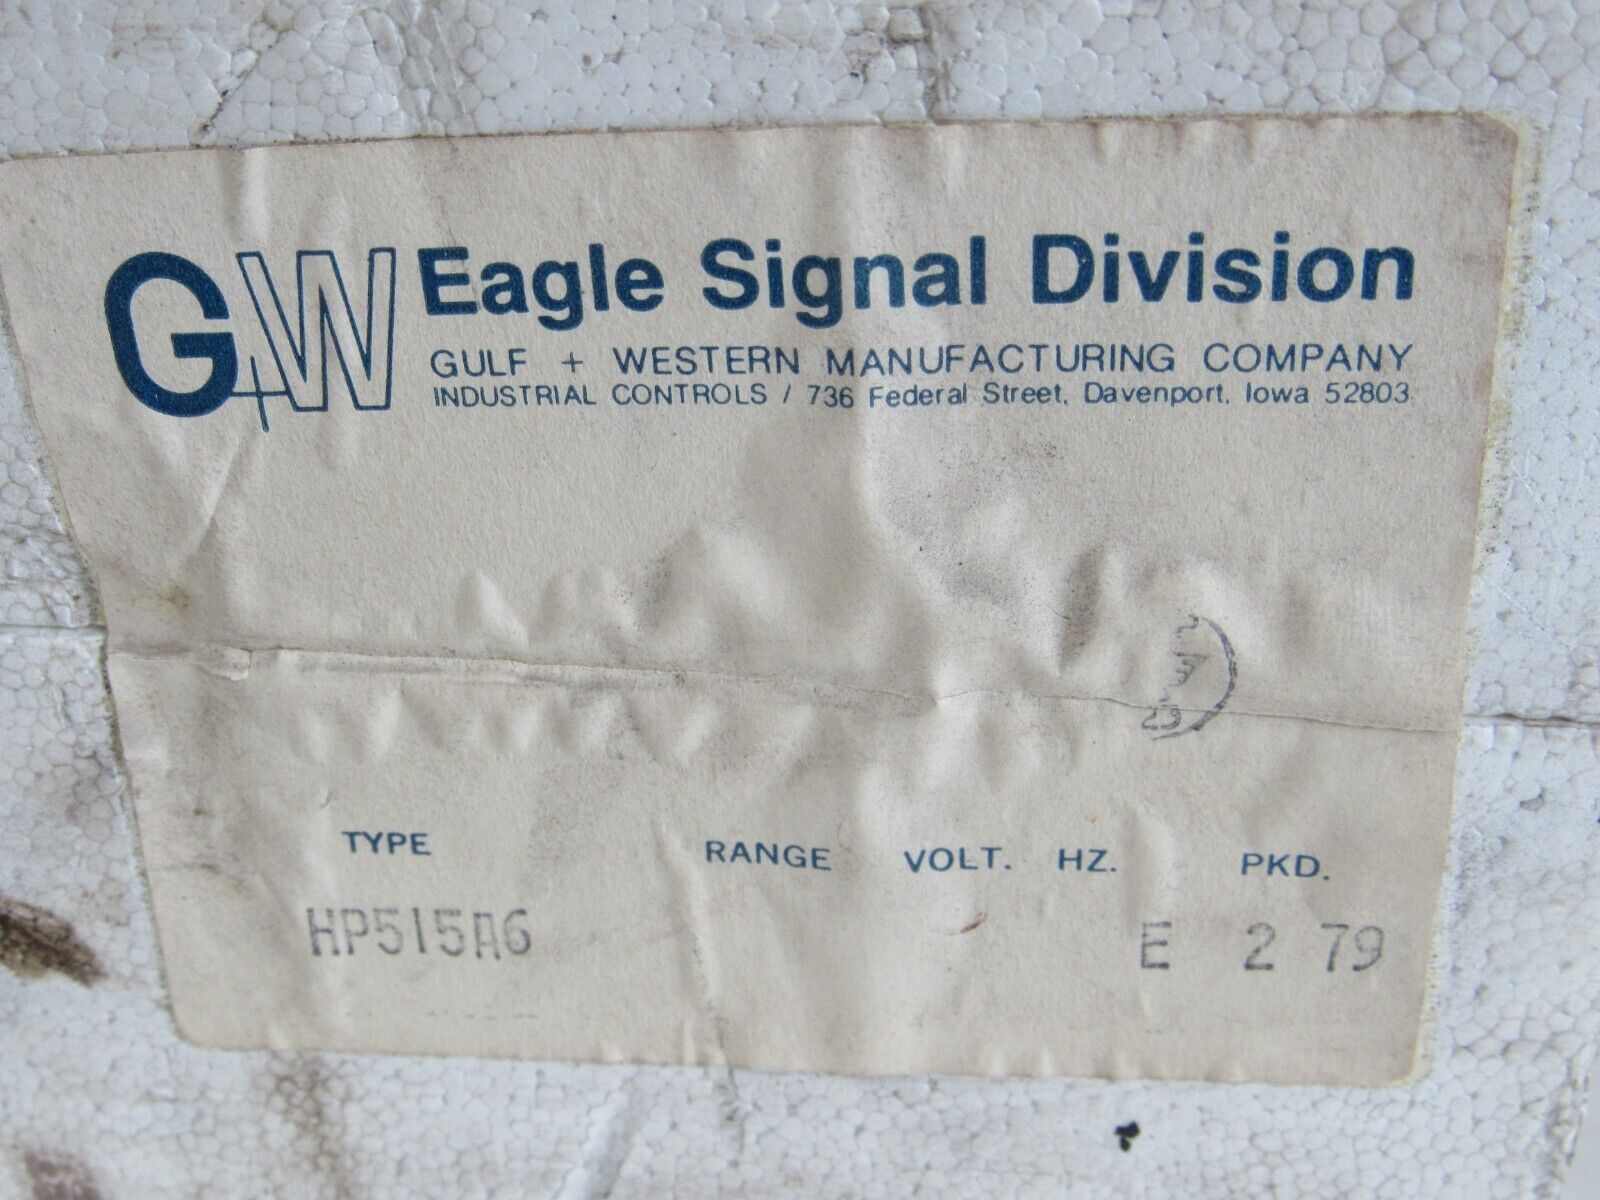 G+W Eagle Signal Division
GULF + WESTERN MANUFACTURING COMPANY
INDUSTRIAL CONTROLS / 736 Federal Street, Davenport, Iowa 52803
TYPE RANGE VOLT. HZ. PKD.
HP515A6 E 2 79